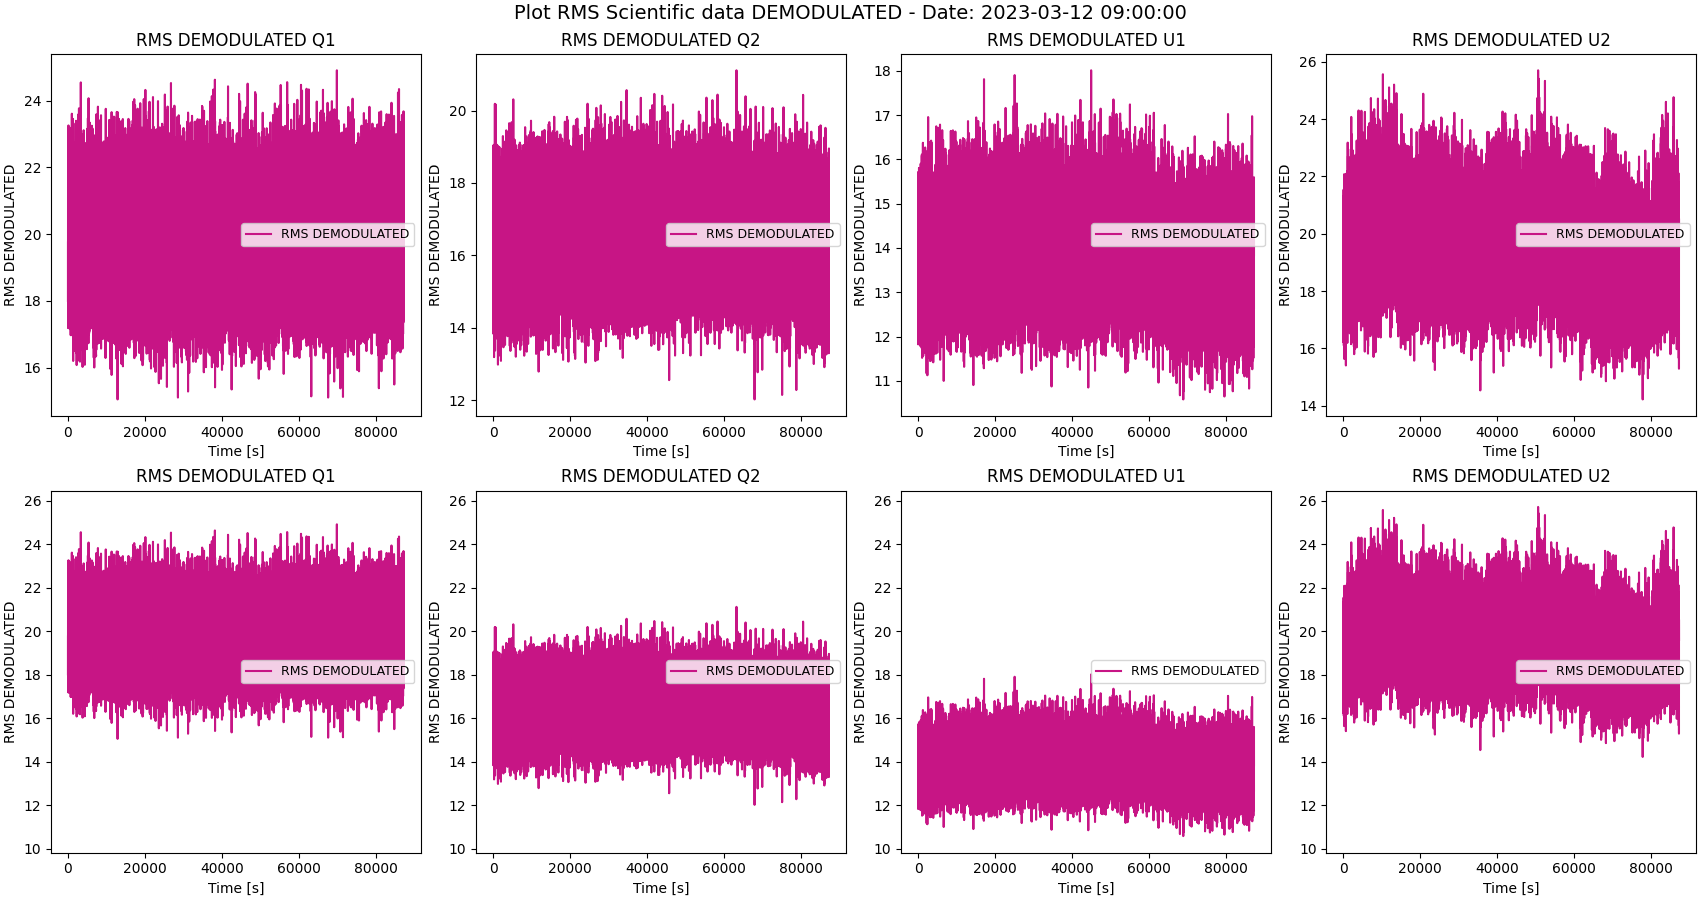 Plot RMS Scientific data DEMODULATED - Date: 2023-03-12 09:00:00
RMS DEMODULATED Q1
RMS DEMODULATED
24
22
20
18
16
RMS DEMODULATED
0 20000 40000 60000 80000
Time [s]
RMS DEMODULATED Q2
RMS DEMODULATED
20
18
16
14
12
RMS DEMODULATED
0 20000 40000 60000 80000
Time [s]
RMS DEMODULATED U1
RMS DEMODULATED
18
17
16
15
14
13
12
11
RMS DEMODULATED
0 20000 40000 60000 80000
Time [s]
RMS DEMODULATED U2
RMS DEMODULATED
26
24
22
20
18
16
14
RMS DEMODULATED
0 20000 40000 60000 80000
Time [s]
RMS DEMODULATED Q1
RMS DEMODULATED
26
24
22
20
18
16
14
12
10
RMS DEMODULATED
0 20000 40000 60000 80000
Time [s]
RMS DEMODULATED Q2
RMS DEMODULATED
26
24
22
20
18
16
14
12
10
RMS DEMODULATED
0 20000 40000 60000 80000
Time [s]
RMS DEMODULATED U1
RMS DEMODULATED
26
24
22
20
18
16
14
12
10
RMS DEMODULATED
0 20000 40000 60000 80000
Time [s]
RMS DEMODULATED U2
RMS DEMODULATED
26
24
22
20
18
16
14
12
10
RMS DEMODULATED
0 20000 40000 60000 80000
Time [s]